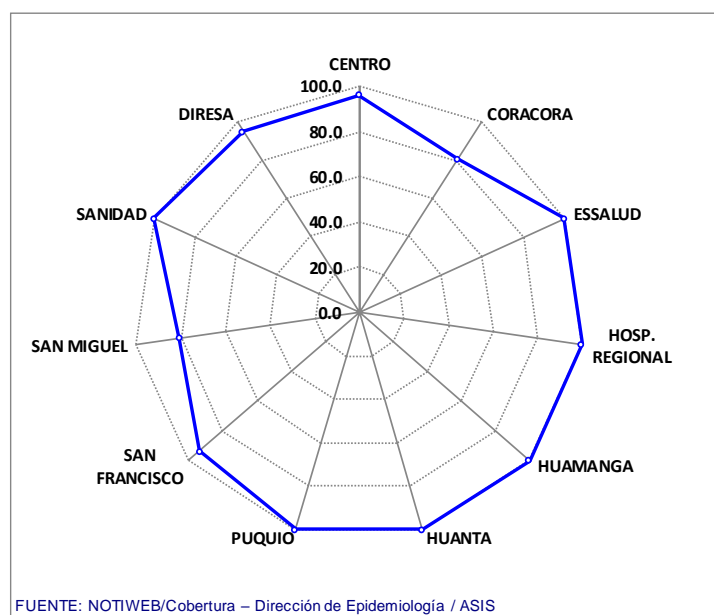 CENTRO
100.0
DIRESA
CORACORA
80.0
60.0
SANIDAD
ESSALUD
40.0
20.0
0.0
SAN MIGUEL
HOSP.
REGIONAL
SAN
FRANCISCO
HUAMANGA
PUQUIO
HUANTA
FUENTE: NOTIWEB/Cobertura – Dirección de Epidemiología / ASIS